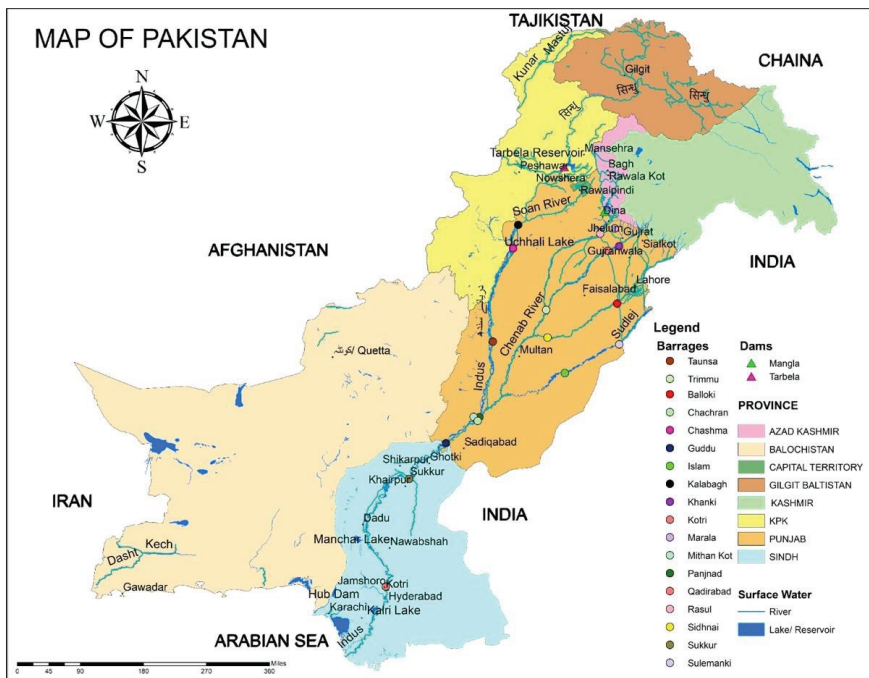 MAP OF PAKISTAN
N
W
E
S
TAJIKISTAN
CHAINA
AFGHANISTAN
INDIA
IRAN
INDIA
ARABIAN SEA
Kunar
Mastuj
Gilgit
सिन्धु
सिन्धु
सिन्धु
Tarbela Reservoir
Mansehra
Peshawar
Bagh
Nowshera
Rawala Kot
Rawalpindi
Soan River
Dina
Jhelum
Gujrat
Uchhali Lake
Sialkot
Gujranwala
Lahore
Faisalabad
Chenab River
Sudlej
کوئٹہ/ Quetta
Multan
Indus
Sadiqabad
Ghotki
Shikarpur
Sukkur
Khairpur
Dadu
Manchar Lake
Nawabshah
Kech
Dasht
Gawadar
Jamshoro
Kotri
Hub Dam
Hyderabad
Karachi
Kalri Lake
Indus
0 45 90 180 270 360
Miles
Legend
Barrages
Taunsa
Trimmu
Balloki
Chachran
Chashma
Guddu
Islam
Kalabagh
Khanki
Kotri
Marala
Mithan Kot
Panjnad
Qadirabad
Rasul
Sidhnai
Sukkur
Sulemanki
Dams
Mangla
Tarbela
PROVINCE
AZAD KASHMIR
BALOCHISTAN
CAPITAL TERRITORY
GILGIT BALTISTAN
KASHMIR
KPK
PUNJAB
SINDH
Surface Water
River
Lake/ Reservoir